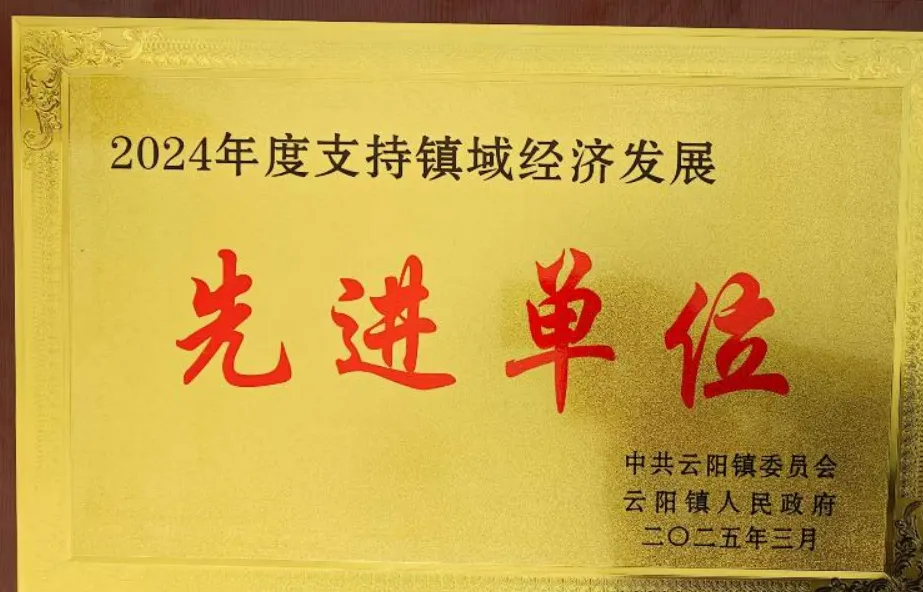 2024年度支持镇域经济发展
先进单位
中共云阳镇委员会
云阳镇人民政府
二〇二五年三月